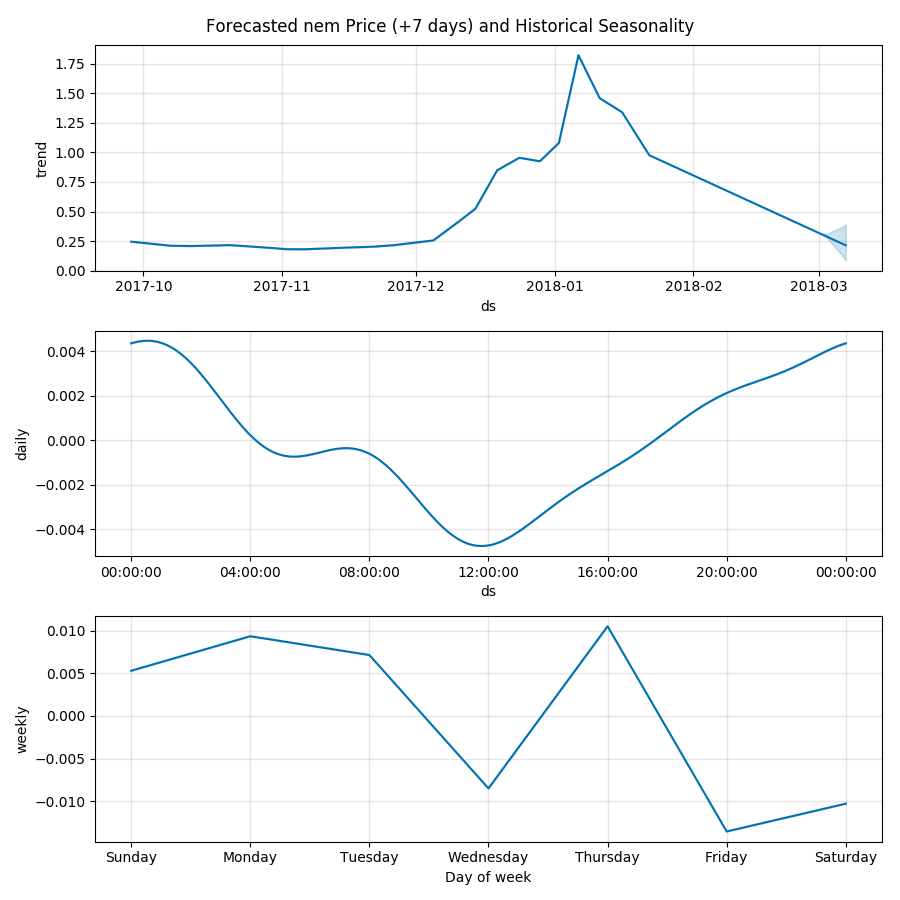 Forecasted nem Price (+7 days) and Historical Seasonality
1.75
1.50
1.25
1.00
0.75
0.50
0.25
0.00
trend
2017-10 2017-11 2017-12 2018-01 2018-02 2018-03
ds
0.004
0.002
0.000
−0.002
−0.004
daily
00:00:00 04:00:00 08:00:00 12:00:00 16:00:00 20:00:00 00:00:00
ds
0.010
0.005
0.000
−0.005
−0.010
weekly
Sunday Monday Tuesday Wednesday Thursday Friday Saturday
Day of week